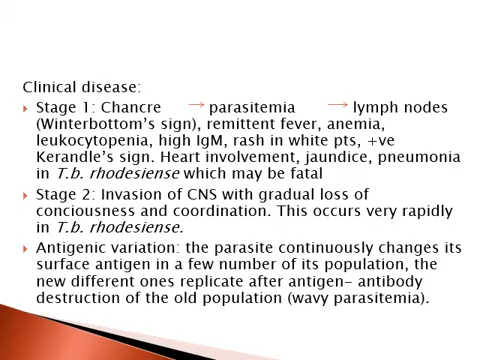 Clinical disease:
Stage 1: Chancre → parasitemia → lymph nodes
(Winterbottom's sign), remittent fever, anemia,
leukocytopenia, high IgM, rash in white pts, +ve
Kerandle's sign. Heart involvement, jaundice, pneumonia
in T.b. rhodesiense which may be fatal
Stage 2: Invasion of CNS with gradual loss of
conciousness and coordination. This occurs very rapidly
in T.b. rhodesiense.
Antigenic variation: the parasite continuously changes its
surface antigen in a few number of its population, the
new different ones replicate after antigen- antibody
destruction of the old population (wavy parasitemia).